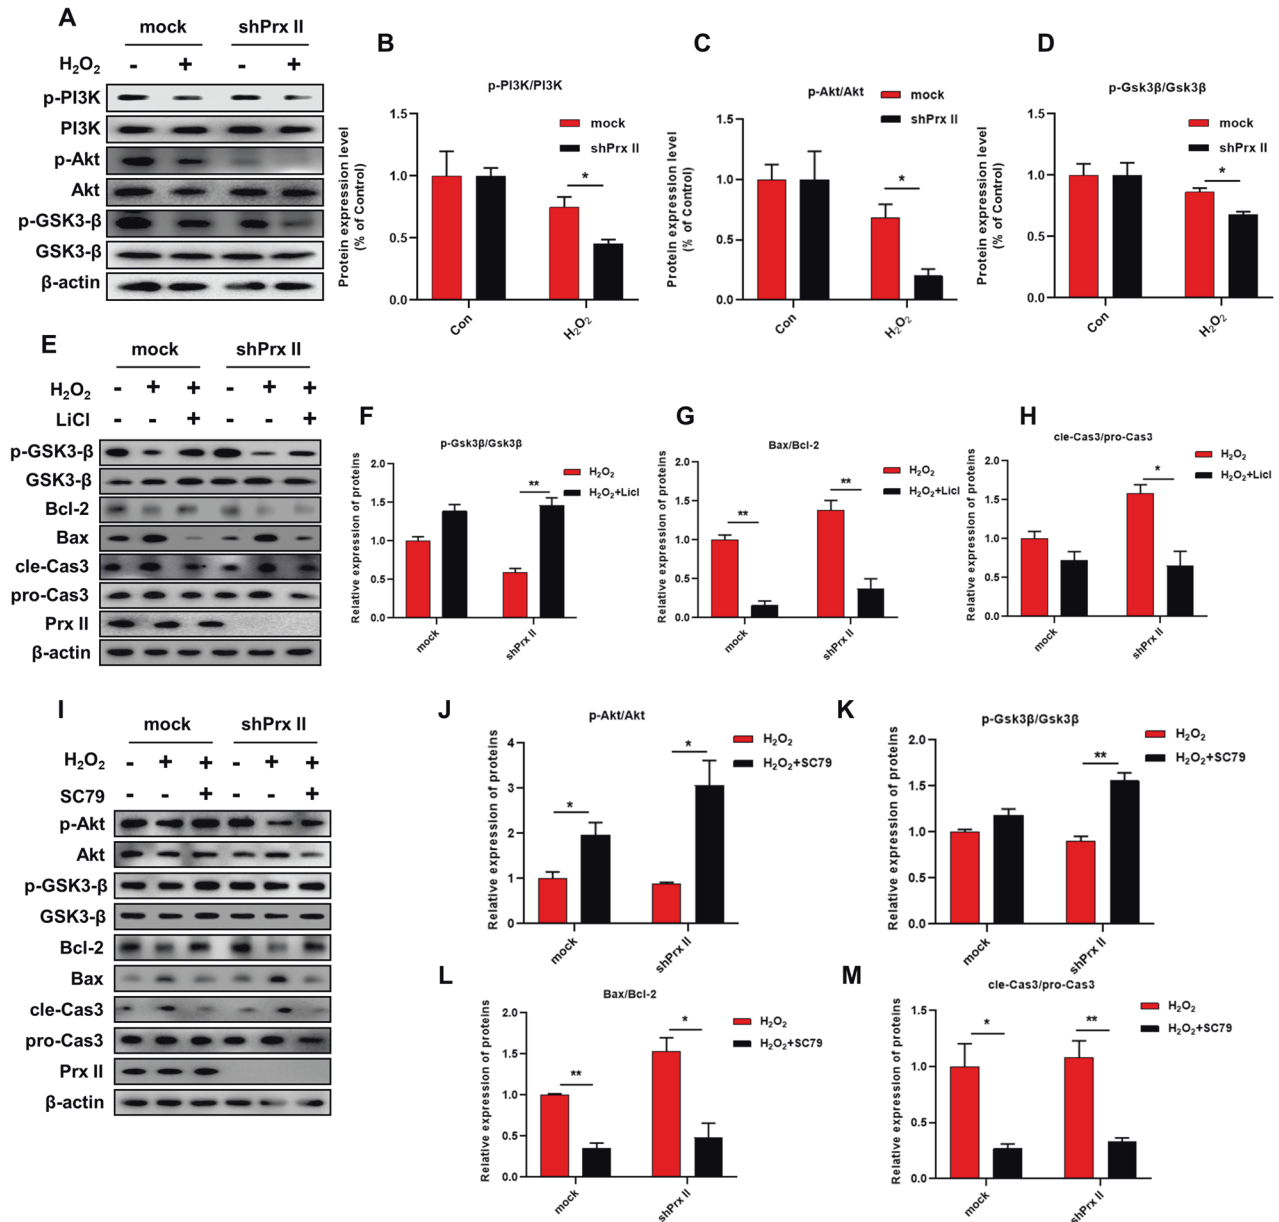 A
mock shPrx II
H₂O₂ - + - +
p-PI3K
PI3K
p-Akt
Akt
p-GSK3-β
GSK3-β
β-actin
B
p-PI3K/PI3K
mock
shPrx II
Protein expression level
(% of Control)
1.5
1.0
0.5
0.0
*
Con H₂O₂
C
p-Akt/Akt
mock
shPrx II
Protein expression level
(% of Control)
1.5
1.0
0.5
0.0
*
Con H₂O₂
D
p-Gsk3β/Gsk3β
mock
shPrx II
Protein expression level
(% of Control)
1.5
1.0
0.5
0.0
*
Con H₂O₂
E
mock shPrx II
H₂O₂ - + + - + +
LiCl - - + - - +
p-GSK3-β
GSK3-β
Bcl-2
Bax
cle-Cas3
pro-Cas3
Prx II
β-actin
F
p-Gsk3β/Gsk3β
H₂O₂
H₂O₂+Licl
Relative expression of proteins
2.0
1.5
1.0
0.5
0.0
**
mock shPrx II
G
Bax/Bcl-2
H₂O₂
H₂O₂+Licl
Relative expression of proteins
2.0
1.5
1.0
0.5
0.0
** **
mock shPrx II
H
cle-Cas3/pro-Cas3
H₂O₂
H₂O₂+Licl
Relative expression of proteins
2.0
1.5
1.0
0.5
0.0
*
mock shPrx II
I
mock shPrx II
H₂O₂ - + + - + +
SC79 - - + - - +
p-Akt
Akt
p-GSK3-β
GSK3-β
Bcl-2
Bax
cle-Cas3
pro-Cas3
Prx II
β-actin
J
p-Akt/Akt
H₂O₂
H₂O₂+SC79
Relative expression of proteins
4
3
2
1
0
* *
mock shPrx II
K
p-Gsk3β/Gsk3β
H₂O₂
H₂O₂+SC79
Relative expression of proteins
2.0
1.5
1.0
0.5
0.0
**
mock shPrx II
L
Bax/Bcl-2
H₂O₂
H₂O₂+SC79
Relative expression of proteins
2.0
1.5
1.0
0.5
0.0
** *
mock shPrx II
M
cle-Cas3/pro-Cas3
H₂O₂
H₂O₂+SC79
Relative expression of proteins
1.5
1.0
0.5
0.0
* **
mock shPrx II